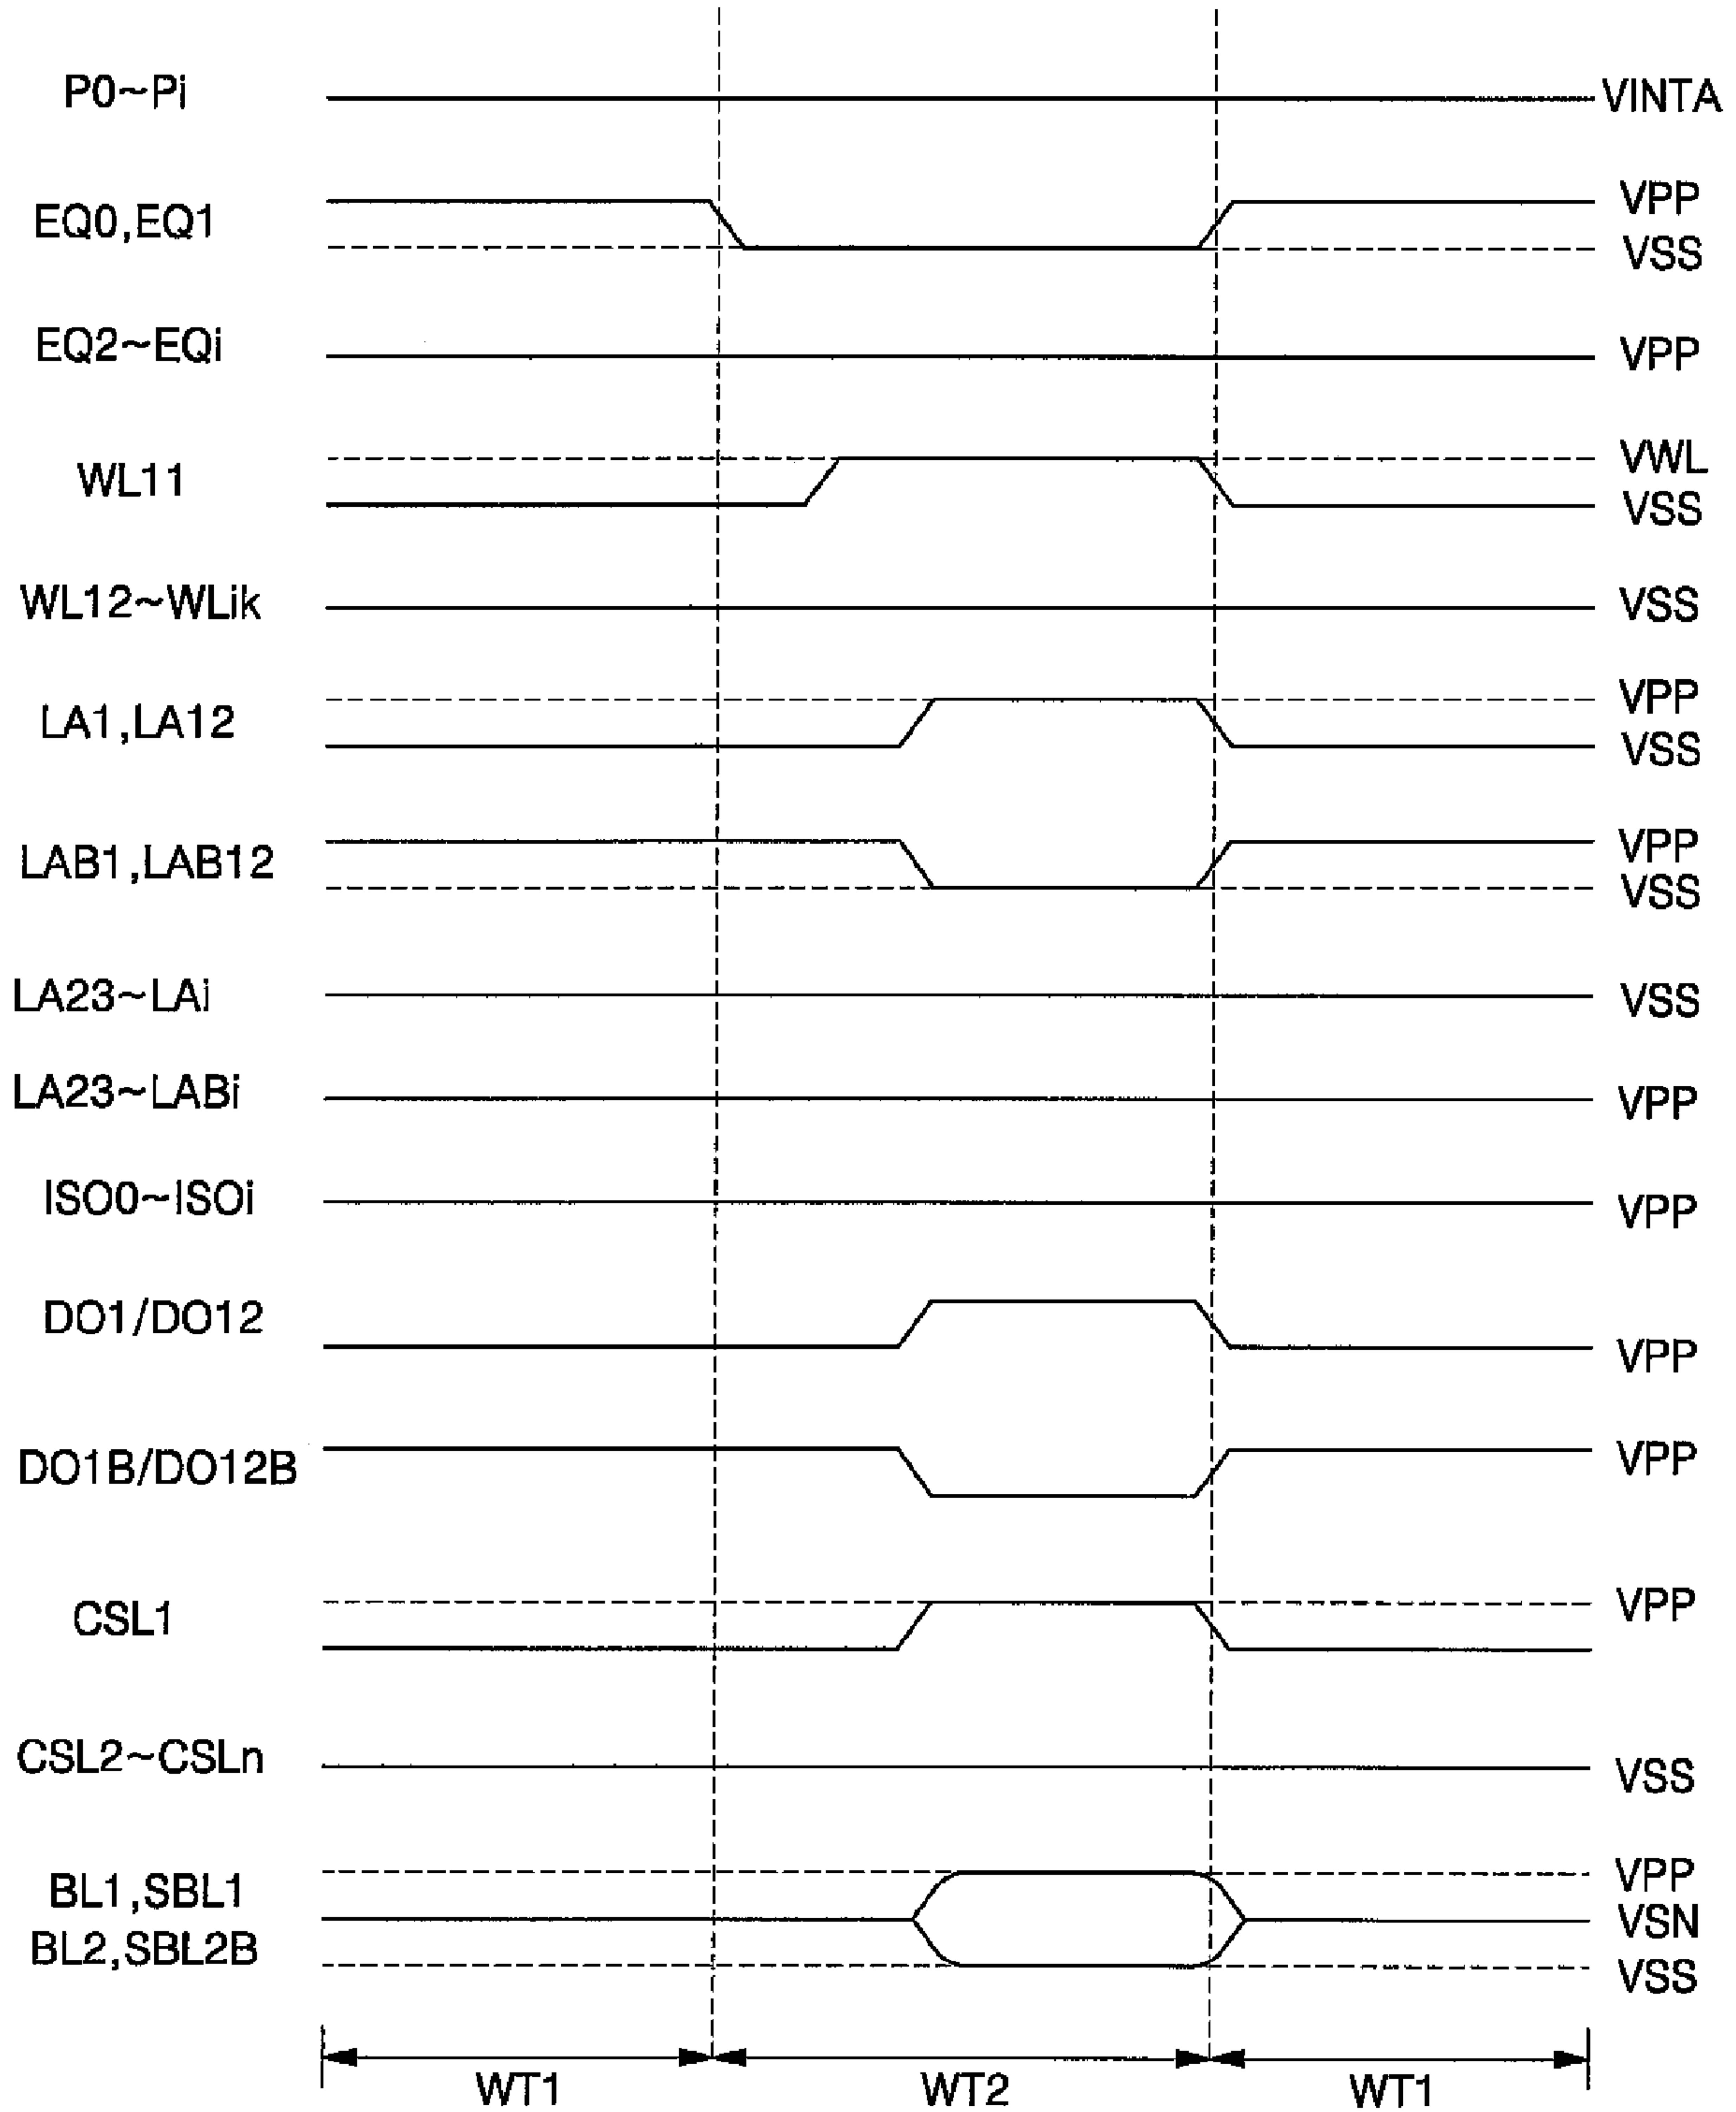 P0~Pi VINTA
EQ0,EQ1 VPP
VSS
EQ2~EQi VPP
WL11 VWL
VSS
WL12~WLik VSS
LA1,LA12 VPP
VSS
LAB1,LAB12 VPP
VSS
LA23~LAi VSS
LA23~LABi VPP
ISO0~ISOi VPP
DO1/DO12 VPP
DO1B/DO12B VPP
CSL1 VPP
CSL2~CSLn VSS
VPP
BL1,SBL1 VSN
BL2,SBL2B VSS
WT1 WT2 WT1